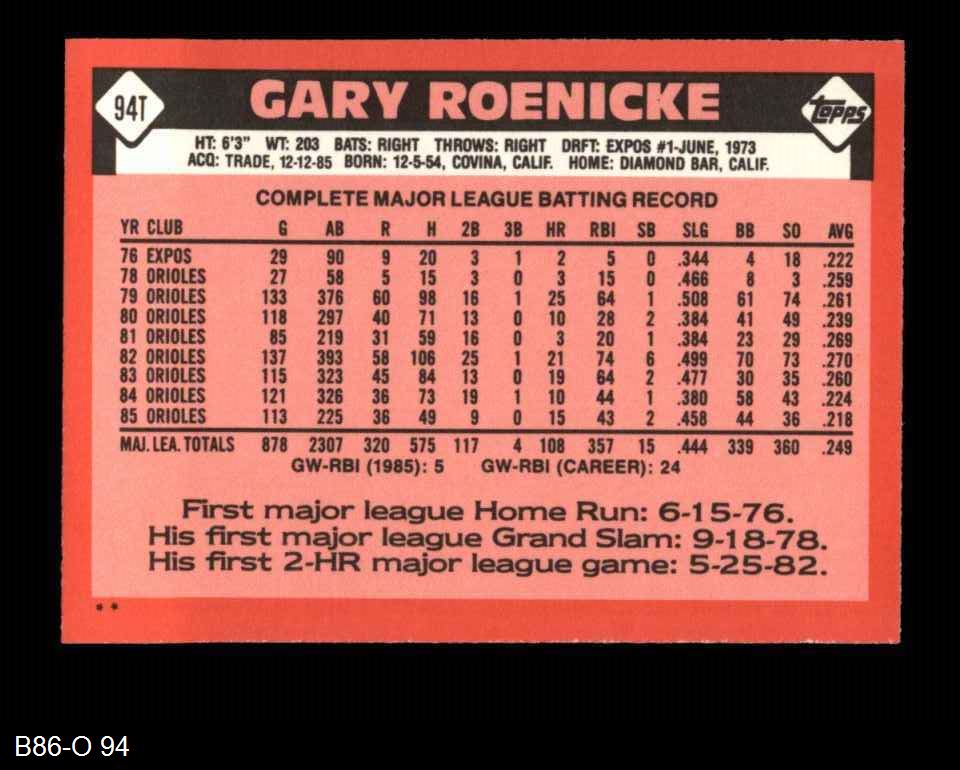 94T
GARY ROENICKE
Topps
HT: 6'3" WT: 203 BATS: RIGHT THROWS: RIGHT DRFT: EXPOS #1-JUNE, 1973
ACQ: TRADE, 12-12-85 BORN: 12-5-54, COVINA, CALIF. HOME: DIAMOND BAR, CALIF.
COMPLETE MAJOR LEAGUE BATTING RECORD
YR CLUB G AB R H 2B 3B HR RBI SB SLG BB SO AVG
76 EXPOS 29 90 9 20 3 1 2 5 0 .344 4 18 .222
78 ORIOLES 27 58 5 15 3 0 3 15 0 .466 8 3 .259
79 ORIOLES 133 376 60 98 16 1 25 64 1 .508 61 74 .261
80 ORIOLES 118 297 40 71 13 0 10 28 2 .384 41 49 .239
81 ORIOLES 85 219 31 59 16 0 3 20 1 .384 23 29 .269
82 ORIOLES 137 393 58 106 25 1 21 74 6 .499 70 73 .270
83 ORIOLES 115 323 45 84 13 0 19 64 2 .477 30 35 .260
84 ORIOLES 121 326 36 73 19 1 10 44 1 .380 58 43 .224
85 ORIOLES 113 225 36 49 9 0 15 43 2 .458 44 36 .218
MAJ. LEA. TOTALS 878 2307 320 575 117 4 108 357 15 .444 339 360 .249
GW-RBI (1985): 5 GW-RBI (CAREER): 24
First major league Home Run: 6-15-76.
His first major league Grand Slam: 9-18-78.
His first 2-HR major league game: 5-25-82.
* *
B86-O 94